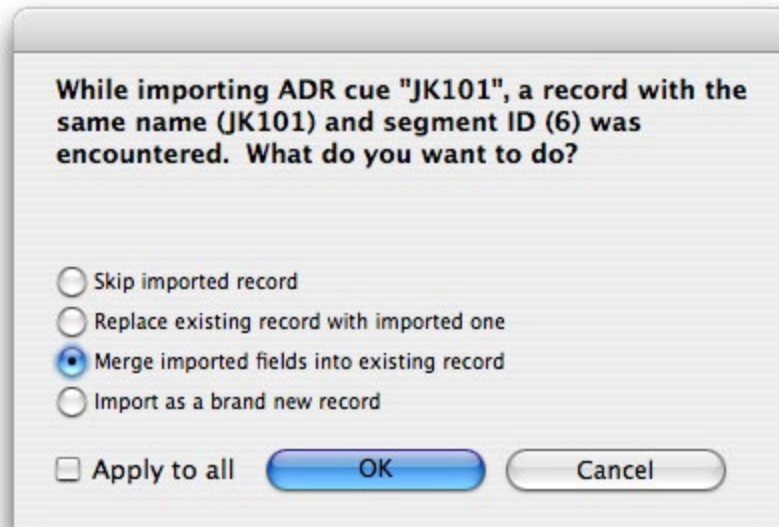 While importing ADR cue "JK101", a record with the
same name (JK101) and segment ID (6) was
encountered.  What do you want to do?
Skip imported record
Replace existing record with imported one
Merge imported fields into existing record
Import as a brand new record
Apply to all
OK
Cancel